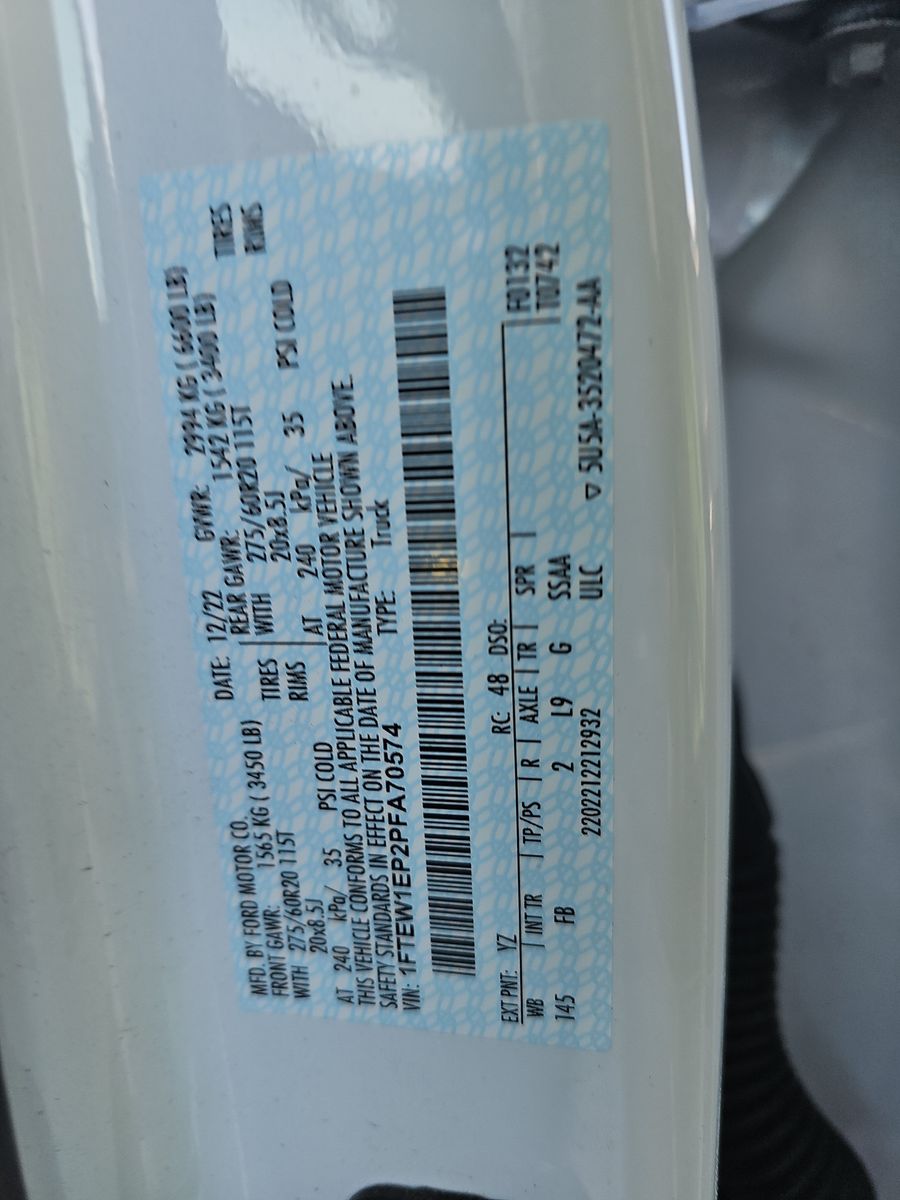 MFD. BY FORD MOTOR CO. DATE: 12/22 GVWR: 2994 KG ( 6600 LB)
FRONT GAWR: 1565 KG ( 3450 LB) REAR GAWR: 1542 KG ( 3400 LB)
WITH 275/60R20 115T TIRES WITH 275/60R20 115T TIRES
20x8.5J RIMS 20x8.5J RIMS
AT 240 kPa/ 35 PSI COLD AT 240 kPa/ 35 PSI COLD
THIS VEHICLE CONFORMS TO ALL APPLICABLE FEDERAL MOTOR VEHICLE
SAFETY STANDARDS IN EFFECT ON THE DATE OF MANUFACTURE SHOWN ABOVE.
VIN: 1FTEW1EP2PFA70574 TYPE: Truck
F0132
EXT PNT: YZ RC: 48 DSO: T0742
WB | INT TR | TP/PS | R | AXLE | TR | SPR |
145 FB 2 L9 G SSAA
2202212212932 ULC ▽ 5U5A-3520472-AA